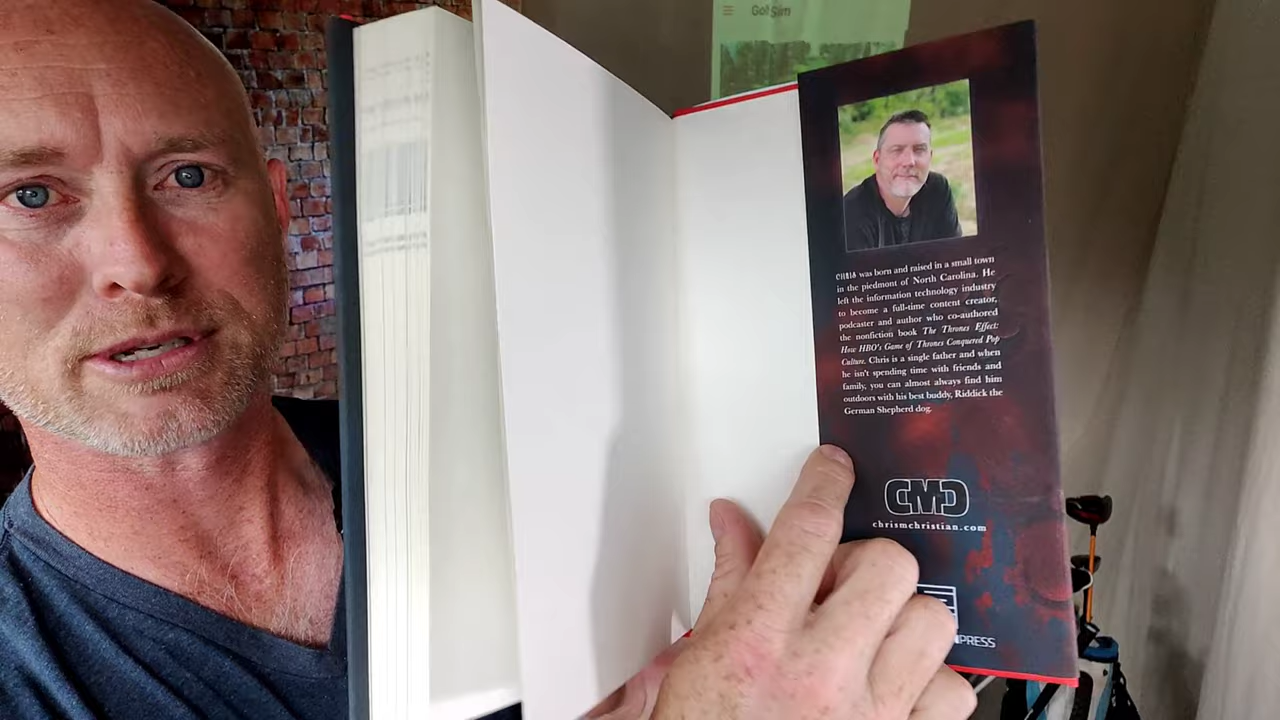 Golf Sim
CHRIS was born and raised in a small town
in the piedmont of North Carolina. He
left the information technology industry
to become a full-time content creator,
podcaster and author who co-authored
the nonfiction book The Thrones Effect:
How HBO's Game of Thrones Conquered Pop
Culture. Chris is a single father and when
he isn't spending time with friends and
family, you can almost always find him
outdoors with his best buddy, Riddick the
German Shepherd dog.
CMC
chrismchristian.com
PRESS